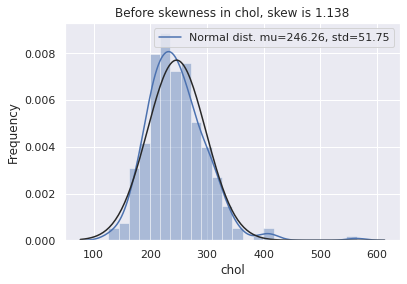 Before skewness in chol, skew is 1.138
Normal dist. mu=246.26, std=51.75
0.008
0.006
0.004
0.002
0.000
Frequency
100 200 300 400 500 600
chol